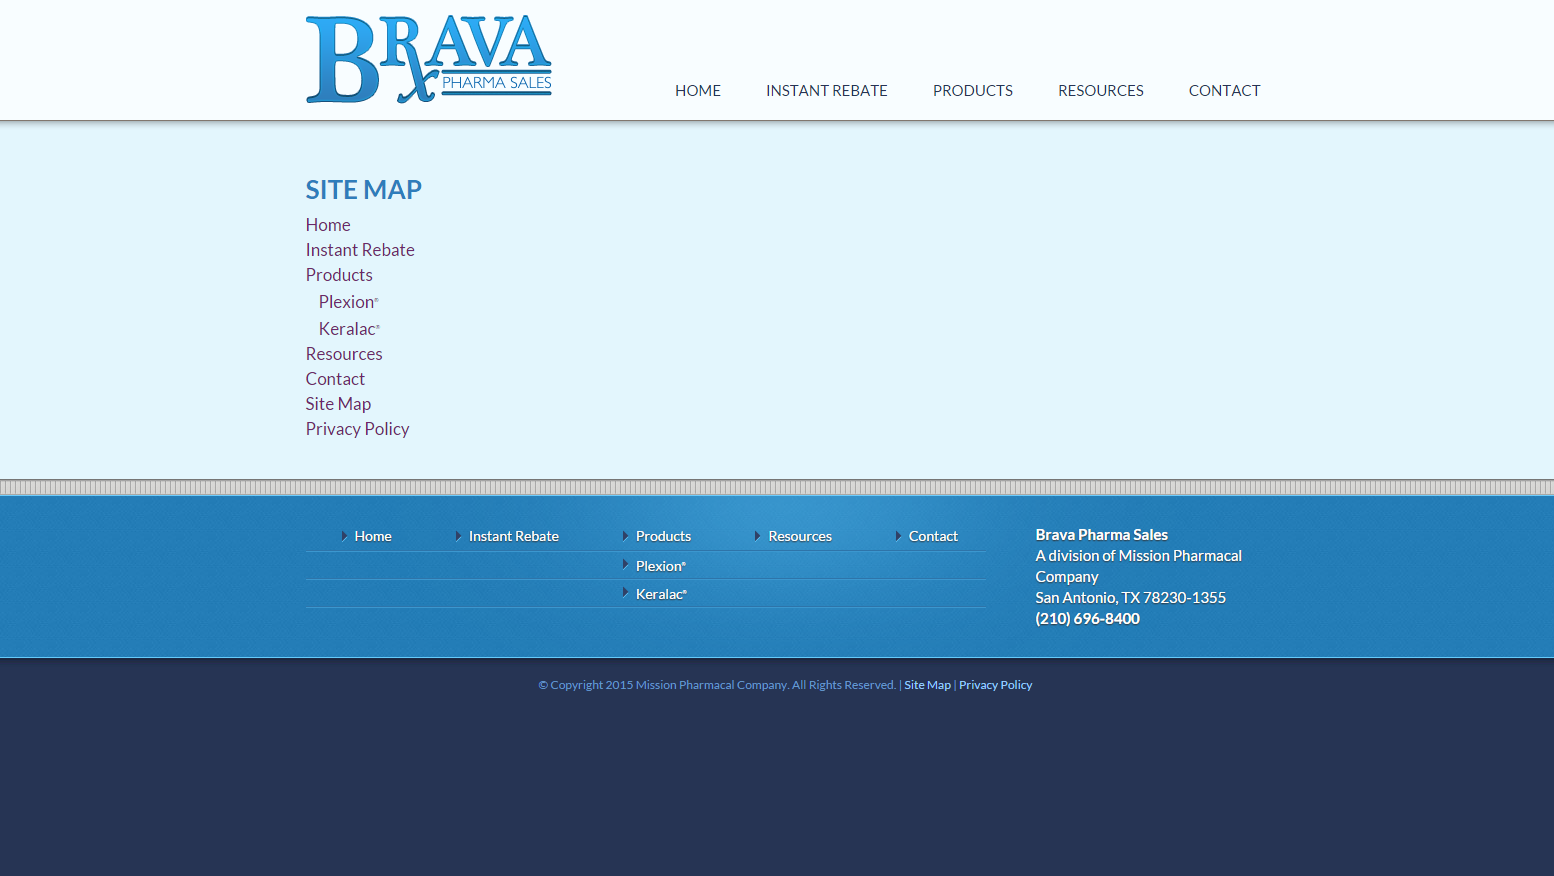 BRAVA
PHARMA SALES
HOME INSTANT REBATE PRODUCTS RESOURCES CONTACT
SITE MAP
Home
Instant Rebate
Products
Plexion®
Keralac®
Resources
Contact
Site Map
Privacy Policy
Home Instant Rebate Products Resources Contact
Plexion®
Keralac®
Brava Pharma Sales
A division of Mission Pharmacal
Company
San Antonio, TX 78230-1355
(210) 696-8400
© Copyright 2015 Mission Pharmacal Company. All Rights Reserved. | Site Map | Privacy Policy